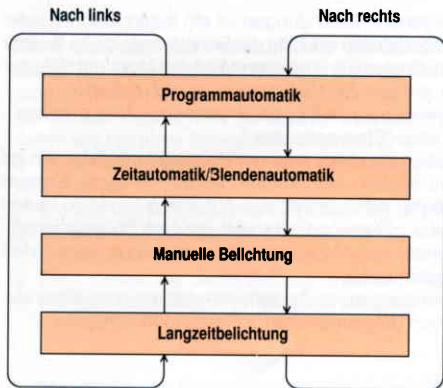 Nach links
Nach rechts
Programmautomatik
Zeitautomatik/Blendenautomatik
Manuelle Belichtung
Langzeitbelichtung